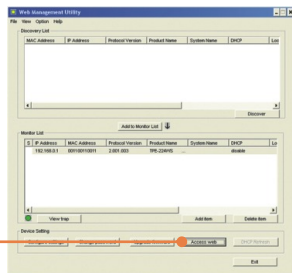 Web Management Utility
File View Option Help
Discovery List
MAC Address IP Address Protocol Version Product Name System Name DHCP Loc
Discover
Add to Monitor List
Monitor List
S IP Address MAC Address Protocol Version Product Name System Name DHCP Lo
192.168.0.1 001100110011 2.001.003 TPE-224WS ... disable
View trap Add item Delete item
Device Setting
Access web DHCP Refresh
Exit